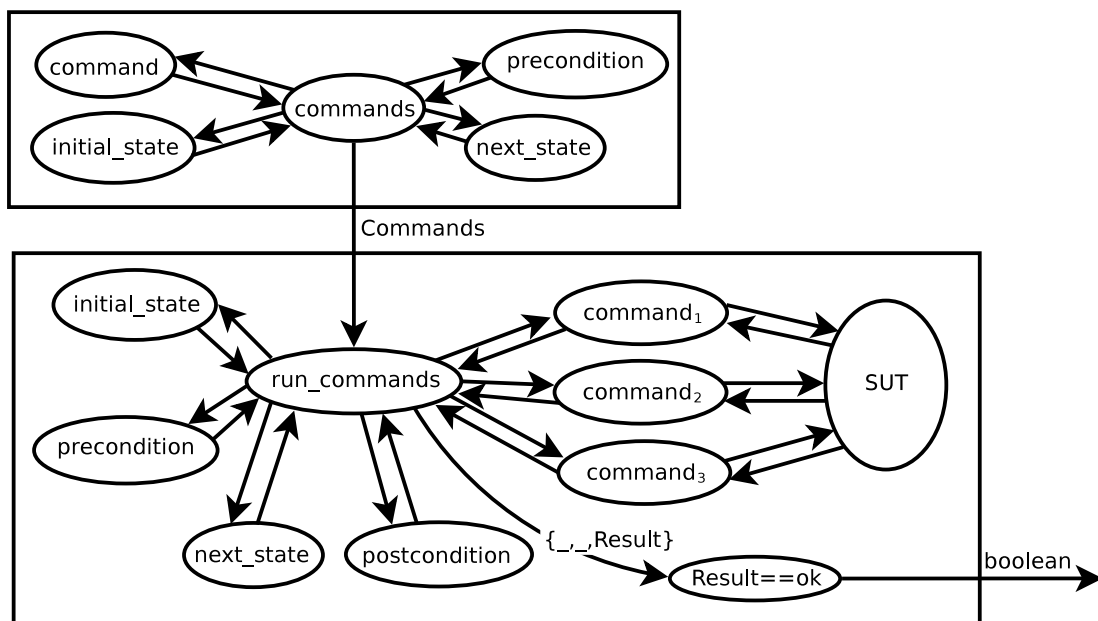 command
precondition
commands
initial_state
next_state
Commands
initial_state
command₁
run_commands
command₂
SUT
precondition
command₃
next_state
postcondition
{_,_,Result}
Result==ok
boolean